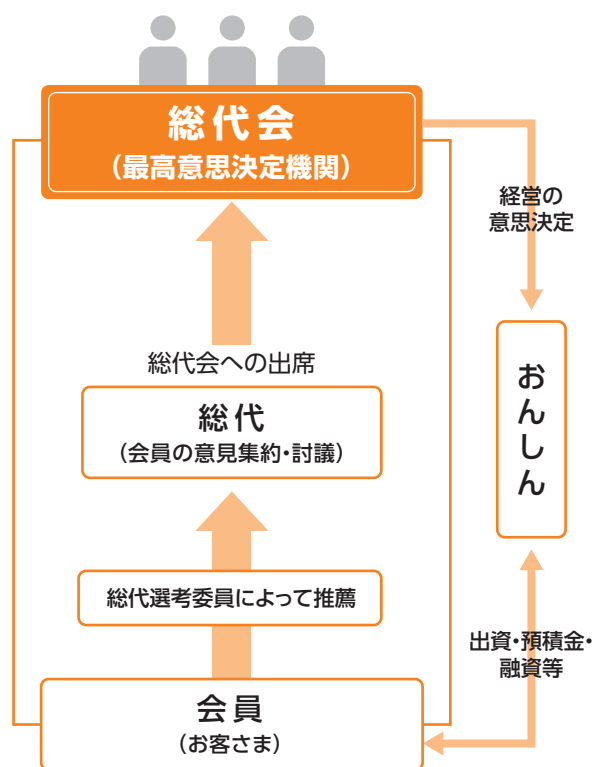 総代会
(最高意思決定機関)
経営の
意思決定
総代会への出席
総代
(会員の意見集約・討議)
おんしん
総代選考委員によって推薦
出資・預積金・
融資等
会員
(お客さま)